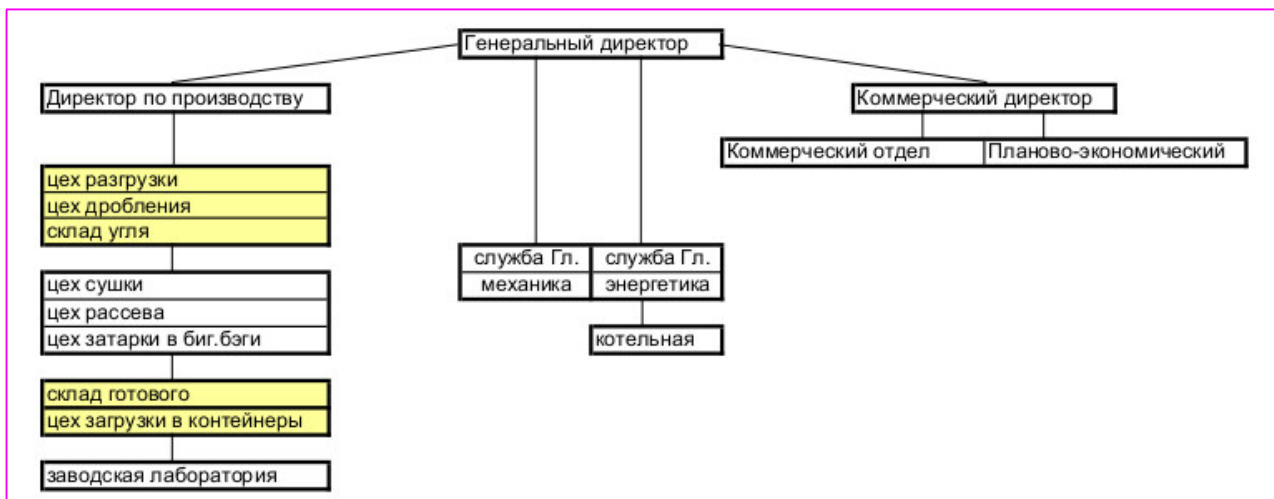 Генеральный директор
Директор по производству
Коммерческий директор
Коммерческий отдел
Планово-экономический
цех разгрузки
цех дробления
склад угля
служба Гл.
механика
служба Гл.
энергетика
цех сушки
цех рассева
цех затарки в биг.бэги
котельная
склад готового
цех загрузки в контейнеры
заводская лаборатория